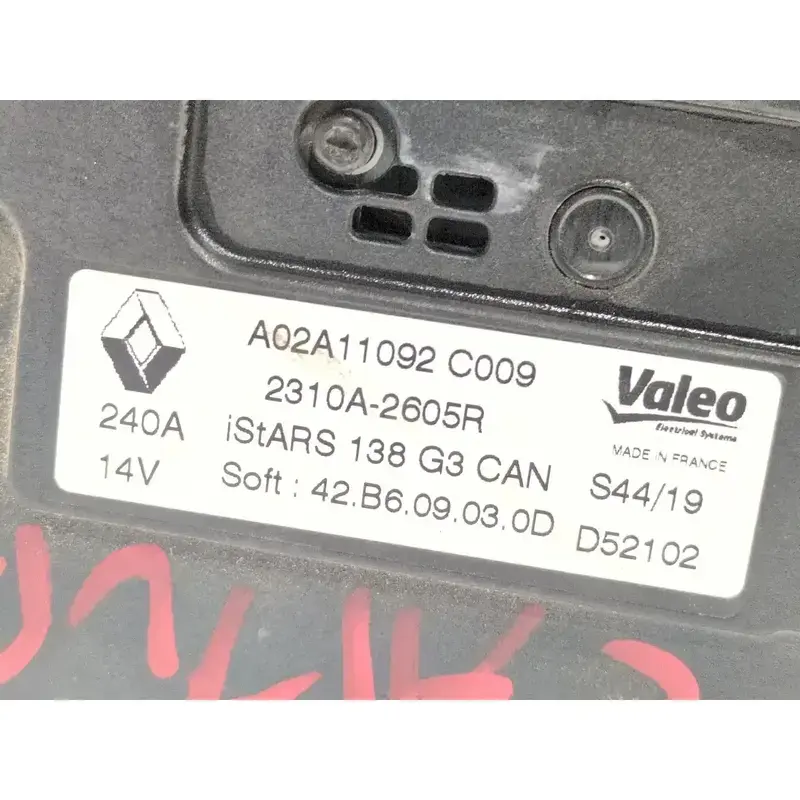 A02A11092 C009
2310A-2605R
240A
iStARS 138 G3 CAN
14V
Soft : 42.B6.09.03.0D
Valeo
Electrical Systems
MADE IN FRANCE
S44/19
D52102